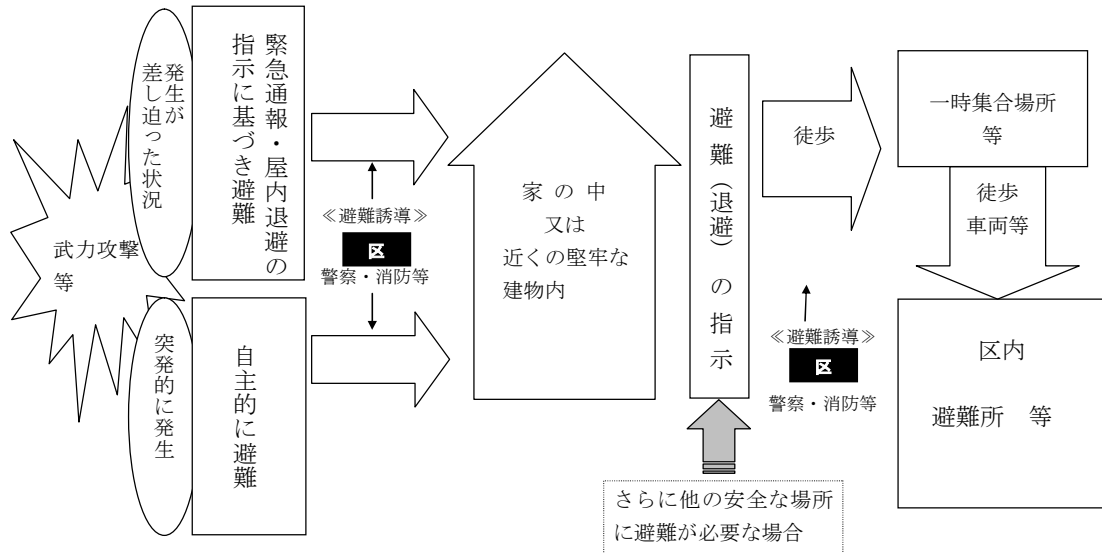 武力攻撃
等
発生が
差し迫った状況
緊急通報・屋内退避の
指示に基づき避難
突発的に発生
自主的に避難
≪避難誘導≫
区
警察・消防等
家の中
又は
近くの堅牢な
建物内
避難（退避）の指示
さらに他の安全な場所
に避難が必要な場合
徒歩
≪避難誘導≫
区
警察・消防等
一時集合場所
等
徒歩
車両等
区内
避難所　等